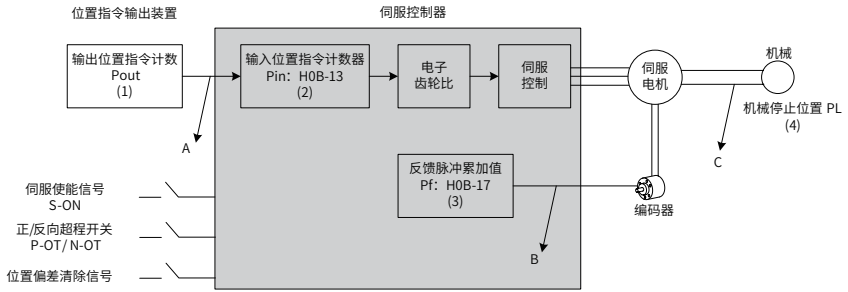 位置指令输出装置
伺服控制器
输出位置指令计数
Pout
(1)
输入位置指令计数器
Pin：H0B-13
(2)
电子
齿轮比
伺服
控制
伺服
电机
机械
机械停止位置 PL
(4)
A
C
反馈脉冲累加值
Pf：H0B-17
(3)
编码器
B
伺服使能信号
S-ON
正/反向超程开关
P-OT/ N-OT
位置偏差清除信号